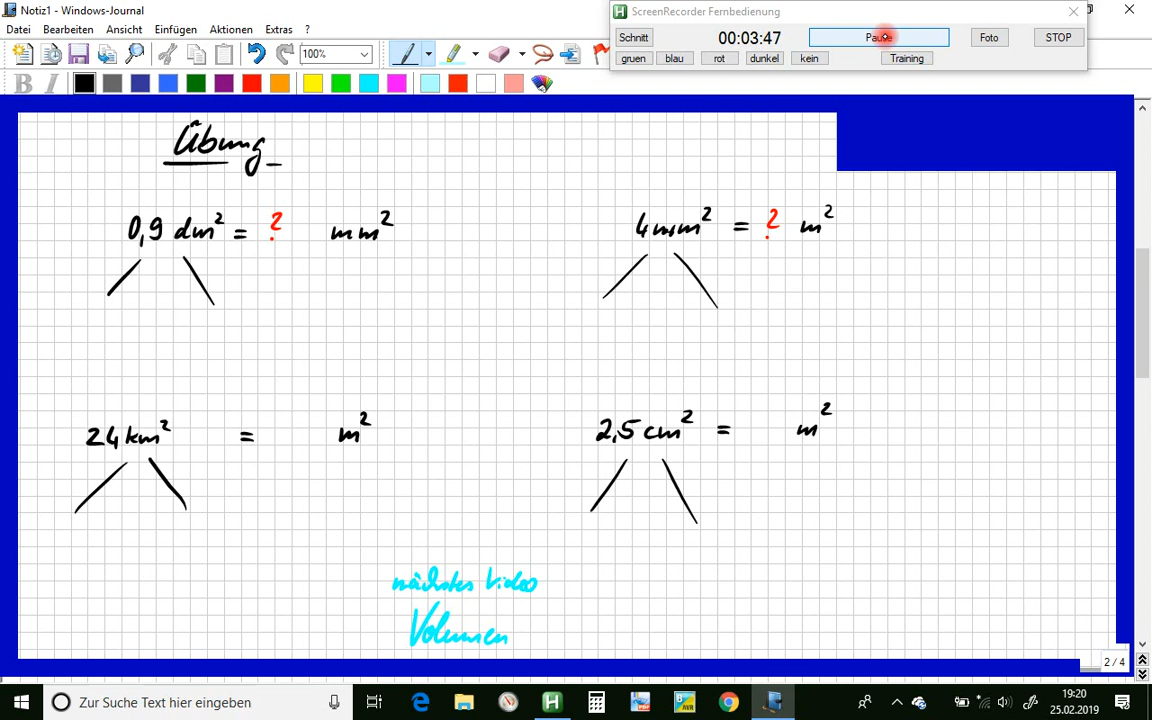 Notiz1 - Windows-Journal
ScreenRecorder Fernbedienung
Datei Bearbeiten Ansicht Einfügen Aktionen Extras ?
Schnitt 00:03:47 Pause Foto STOP
gruen blau rot dunkel kein Training
100%
B I
Übung
0,9 dm² = ? mm²
4 mm² = ? m²
24 km² = m²
2,5 cm² = m²
nächstes Video
Volumen
2 / 4
Zur Suche Text hier eingeben
19:20
25.02.2019